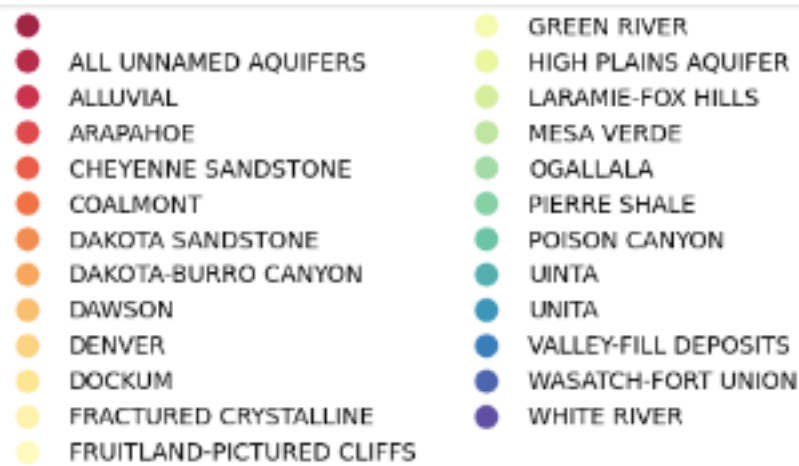 ALL UNNAMED AQUIFERS
ALLUVIAL
ARAPAHOE
CHEYENNE SANDSTONE
COALMONT
DAKOTA SANDSTONE
DAKOTA-BURRO CANYON
DAWSON
DENVER
DOCKUM
FRACTURED CRYSTALLINE
FRUITLAND-PICTURED CLIFFS
GREEN RIVER
HIGH PLAINS AQUIFER
LARAMIE-FOX HILLS
MESA VERDE
OGALLALA
PIERRE SHALE
POISON CANYON
UINTA
UNITA
VALLEY-FILL DEPOSITS
WASATCH-FORT UNION
WHITE RIVER